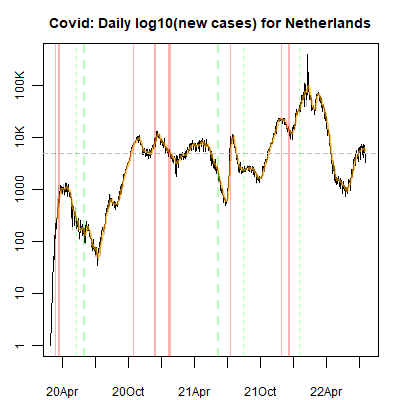 Covid: Daily log10(new cases) for Netherlands
100K
10K
1000
100
10
1
20Apr 20Oct 21Apr 21Oct 22Apr